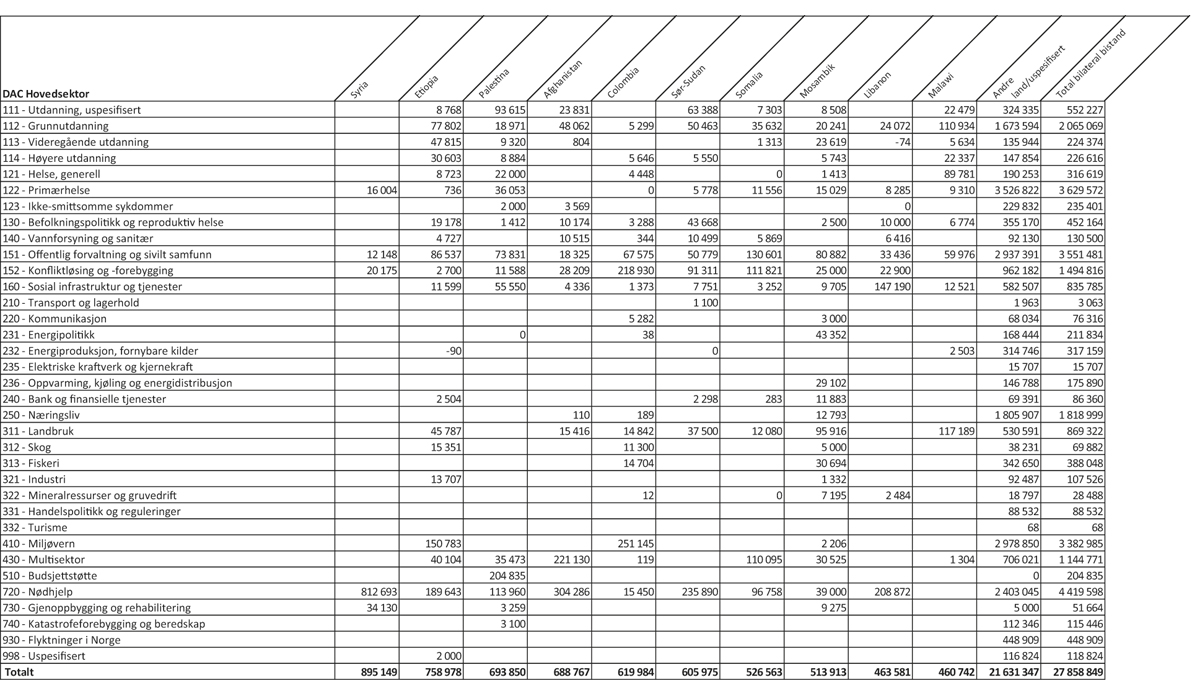 DAC Hovedsektor Syria Etiopia Palestina Afghanistan Colombia Sør-Sudan Somalia Mosambik Libanon Malawi Andre land/uspesifisert Total bilateral bistand
111 - Utdanning, uspesifisert 8 768 93 615 23 831 63 388 7 303 8 508 22 479 324 335 552 227
112 - Grunnutdanning 77 802 18 971 48 062 5 299 50 463 35 632 20 241 24 072 110 934 1 673 594 2 065 069
113 - Videregående utdanning 47 815 9 320 804 1 313 23 619 -74 5 634 135 944 224 374
114 - Høyere utdanning 30 603 8 884 5 646 5 550 5 743 22 337 147 854 226 616
121 - Helse, generell 8 723 22 000 4 448 0 1 413 89 781 190 253 316 619
122 - Primærhelse 16 004 736 36 053 0 5 778 11 556 15 029 8 285 9 310 3 526 822 3 629 572
123 - Ikke-smittsomme sykdommer 2 000 3 569 0 229 832 235 401
130 - Befolkningspolitikk og reproduktiv helse 19 178 1 412 10 174 3 288 43 668 2 500 10 000 6 774 355 170 452 164
140 - Vannforsyning og sanitær 4 727 10 515 344 10 499 5 869 6 416 92 130 130 500
151 - Offentlig forvaltning og sivilt samfunn 12 148 86 537 73 831 18 325 67 575 50 779 130 601 80 882 33 436 59 976 2 937 391 3 551 481
152 - Konfliktløsing og -forebygging 20 175 2 700 11 588 28 209 218 930 91 311 111 821 25 000 22 900 962 182 1 494 816
160 - Sosial infrastruktur og tjenester 11 599 55 550 4 336 1 373 7 751 3 252 9 705 147 190 12 521 582 507 835 785
210 - Transport og lagerhold 1 100 1 963 3 063
220 - Kommunikasjon 5 282 3 000 68 034 76 316
231 - Energipolitikk 0 38 43 352 168 444 211 834
232 - Energiproduksjon, fornybare kilder -90 0 2 503 314 746 317 159
235 - Elektriske kraftverk og kjernekraft 15 707 15 707
236 - Oppvarming, kjøling og energidistribusjon 29 102 146 788 175 890
240 - Bank og finansielle tjenester 2 504 2 298 283 11 883 69 391 86 360
250 - Næringsliv 110 189 12 793 1 805 907 1 818 999
311 - Landbruk 45 787 15 416 14 842 37 500 12 080 95 916 117 189 530 591 869 322
312 - Skog 15 351 11 300 5 000 38 231 69 882
313 - Fiskeri 14 704 30 694 342 650 388 048
321 - Industri 13 707 1 332 92 487 107 526
322 - Mineralressurser og gruvedrift 12 0 7 195 2 484 18 797 28 488
331 - Handelspolitikk og reguleringer 88 532 88 532
332 - Turisme 68 68
410 - Miljøvern 150 783 251 145 2 206 2 978 850 3 382 985
430 - Multisektor 40 104 35 473 221 130 119 110 095 30 525 1 304 706 021 1 144 771
510 - Budsjettstøtte 204 835 0 204 835
720 - Nødhjelp 812 693 189 643 113 960 304 286 15 450 235 890 96 758 39 000 208 872 2 403 045 4 419 598
730 - Gjenoppbygging og rehabilitering 34 130 3 259 9 275 5 000 51 664
740 - Katastrofeforebygging og beredskap 3 100 112 346 115 446
930 - Flyktninger i Norge 448 909 448 909
998 - Uspesifisert 2 000 116 824 118 824
Totalt 895 149 758 978 693 850 688 767 619 984 605 975 526 563 513 913 463 581 460 742 21 631 347 27 858 849